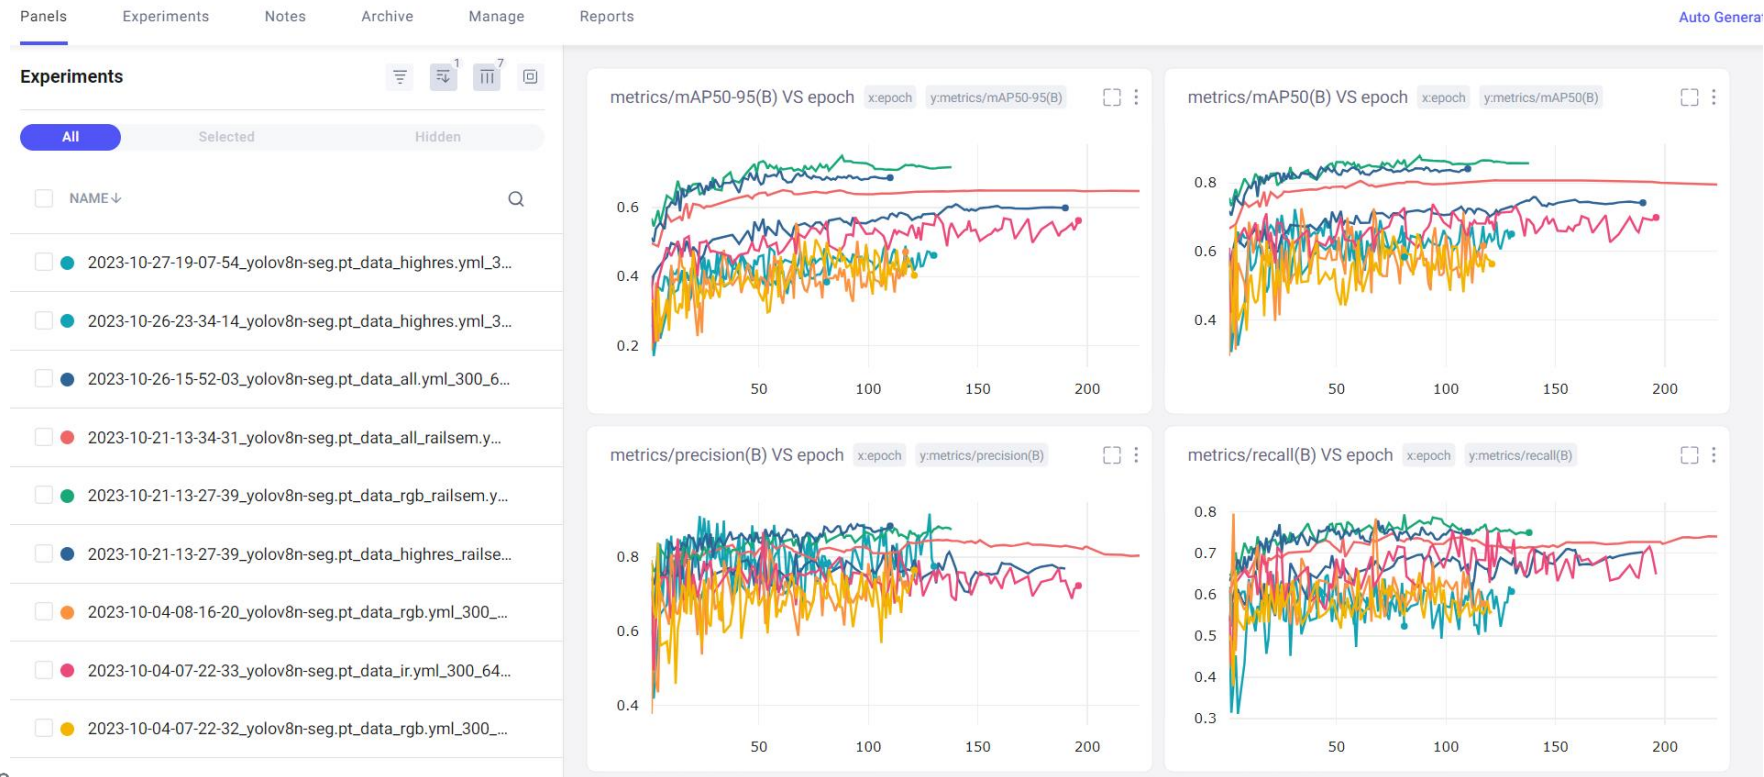 Panels Experiments Notes Archive Manage Reports
Experiments
1
7
All Selected Hidden
NAME
2023-10-27-19-07-54_yolov8n-seg.pt_data_highres.yml_3...
2023-10-26-23-34-14_yolov8n-seg.pt_data_highres.yml_3...
2023-10-26-15-52-03_yolov8n-seg.pt_data_all.yml_300_6...
2023-10-21-13-34-31_yolov8n-seg.pt_data_all_railsem.y...
2023-10-21-13-27-39_yolov8n-seg.pt_data_rgb_railsem.y...
2023-10-21-13-27-39_yolov8n-seg.pt_data_highres_railse...
2023-10-04-08-16-20_yolov8n-seg.pt_data_rgb.yml_300_...
2023-10-04-07-22-33_yolov8n-seg.pt_data_ir.yml_300_64...
2023-10-04-07-22-32_yolov8n-seg.pt_data_rgb.yml_300_...
Auto Generat
metrics/mAP50-95(B) VS epoch x:epoch y:metrics/mAP50-95(B)
0.6
0.4
0.2
50 100 150 200
metrics/mAP50(B) VS epoch x:epoch y:metrics/mAP50(B)
0.8
0.6
0.4
50 100 150 200
metrics/precision(B) VS epoch x:epoch y:metrics/precision(B)
0.8
0.6
0.4
50 100 150 200
metrics/recall(B) VS epoch x:epoch y:metrics/recall(B)
0.8
0.7
0.6
0.5
0.4
0.3
50 100 150 200